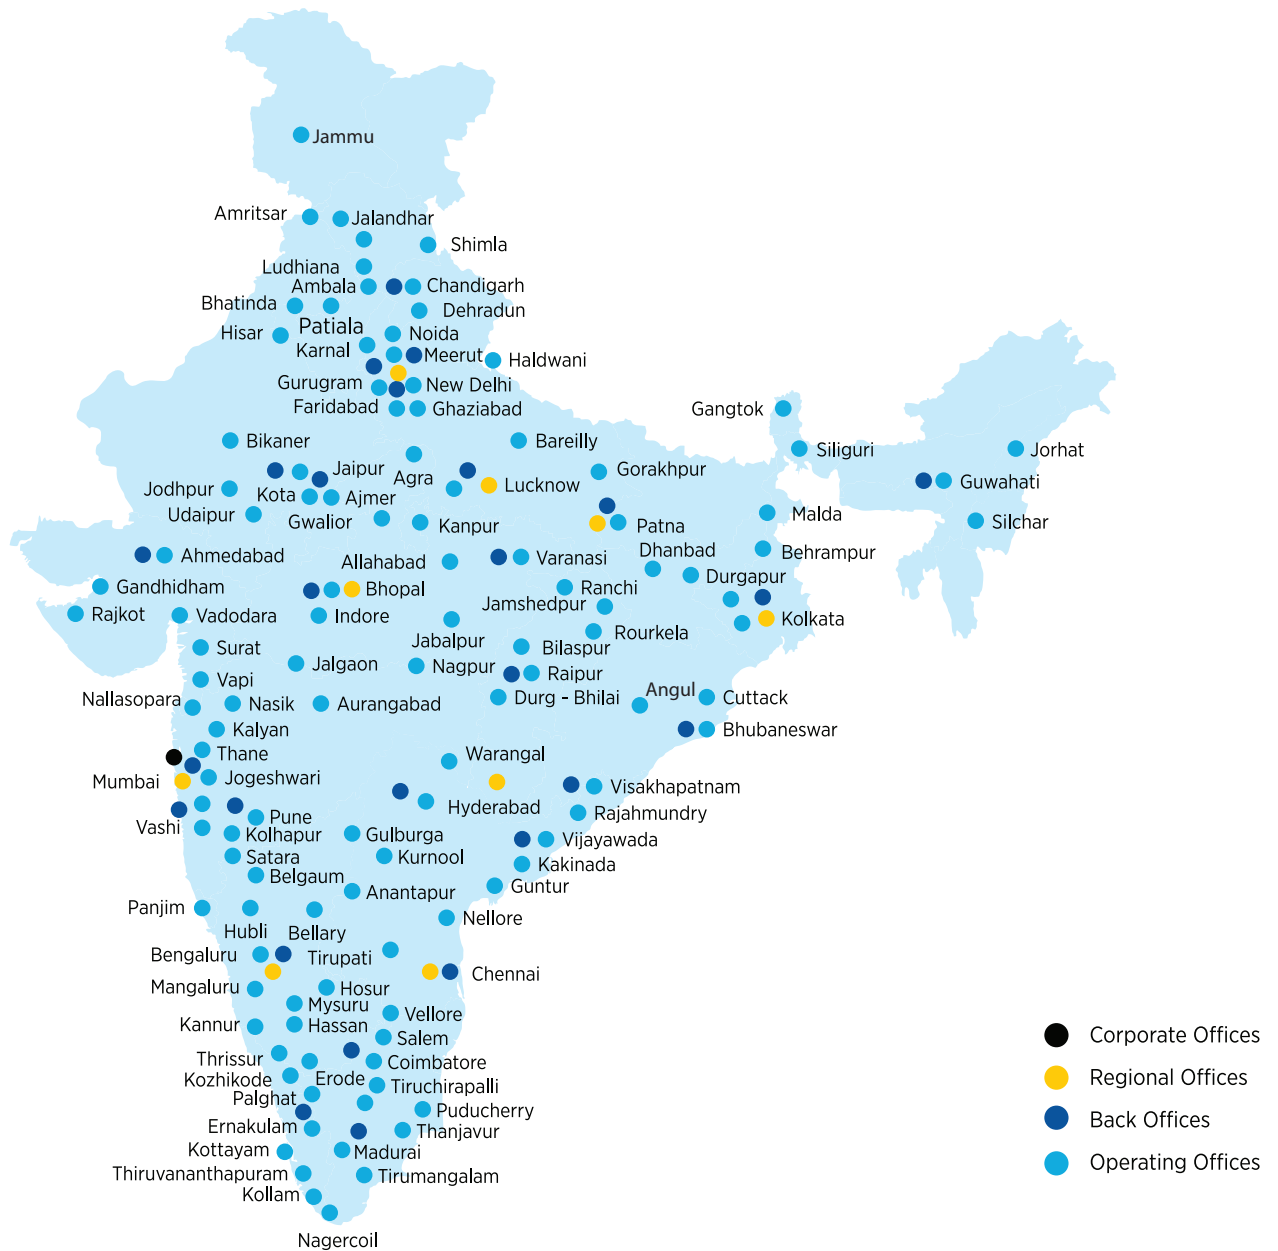 Jammu
Amritsar
Jalandhar
Shimla
Ludhiana
Ambala
Chandigarh
Bhatinda
Dehradun
Patiala
Hisar
Noida
Karnal
Meerut
Haldwani
Gurugram
New Delhi
Faridabad
Ghaziabad
Gangtok
Bikaner
Bareilly
Siliguri
Jorhat
Jaipur
Agra
Gorakhpur
Jodhpur
Kota
Ajmer
Lucknow
Guwahati
Udaipur
Gwalior
Kanpur
Patna
Malda
Silchar
Ahmedabad
Allahabad
Varanasi
Dhanbad
Behrampur
Gandhidham
Bhopal
Ranchi
Durgapur
Rajkot
Vadodara
Indore
Jamshedpur
Kolkata
Jabalpur
Rourkela
Surat
Bilaspur
Jalgaon
Nagpur
Raipur
Vapi
Nallasopara
Nasik
Aurangabad
Durg - Bhilai
Angul
Cuttack
Kalyan
Bhubaneswar
Thane
Warangal
Mumbai
Jogeshwari
Visakhapatnam
Hyderabad
Rajahmundry
Vashi
Pune
Kolhapur
Gulburga
Vijayawada
Satara
Kurnool
Kakinada
Belgaum
Anantapur
Guntur
Panjim
Nellore
Hubli
Bellary
Bengaluru
Tirupati
Chennai
Mangaluru
Hosur
Mysuru
Vellore
Kannur
Hassan
Salem
Corporate Offices
Thrissur
Coimbatore
Kozhikode
Erode
Tiruchirapalli
Regional Offices
Palghat
Puducherry
Ernakulam
Thanjavur
Back Offices
Kottayam
Madurai
Thiruvananthapuram
Tirumangalam
Operating Offices
Kollam
Nagercoil